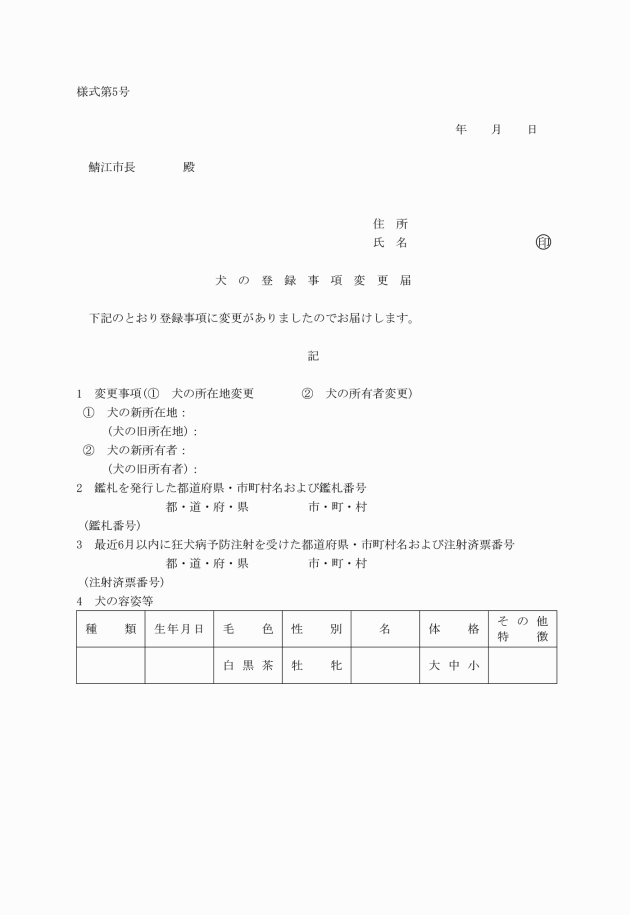 様式第5号
年　　月　　日
鯖江市長　　　　殿
住　所
氏　名　　　　　　　　　　　㊞
犬　の　登　録　事　項　変　更　届
下記のとおり登録事項に変更がありましたのでお届けします。
記
1　変更事項(①　犬の所在地変更　　　　②　犬の所有者変更)
①　犬の新所在地：
(犬の旧所在地)：
②　犬の新所有者：
(犬の旧所有者)：
2　鑑札を発行した都道府県・市町村名および鑑札番号
都・道・府・県　　　　　市・町・村
(鑑札番号)
3　最近6月以内に狂犬病予防注射を受けた都道府県・市町村名および注射済票番号
都・道・府・県　　　　　市・町・村
(注射済票番号)
4　犬の容姿等
種　類　生年月日　毛　色　性　別　名　体　格　その他特徴
白 黒 茶　牡　牝　大 中 小